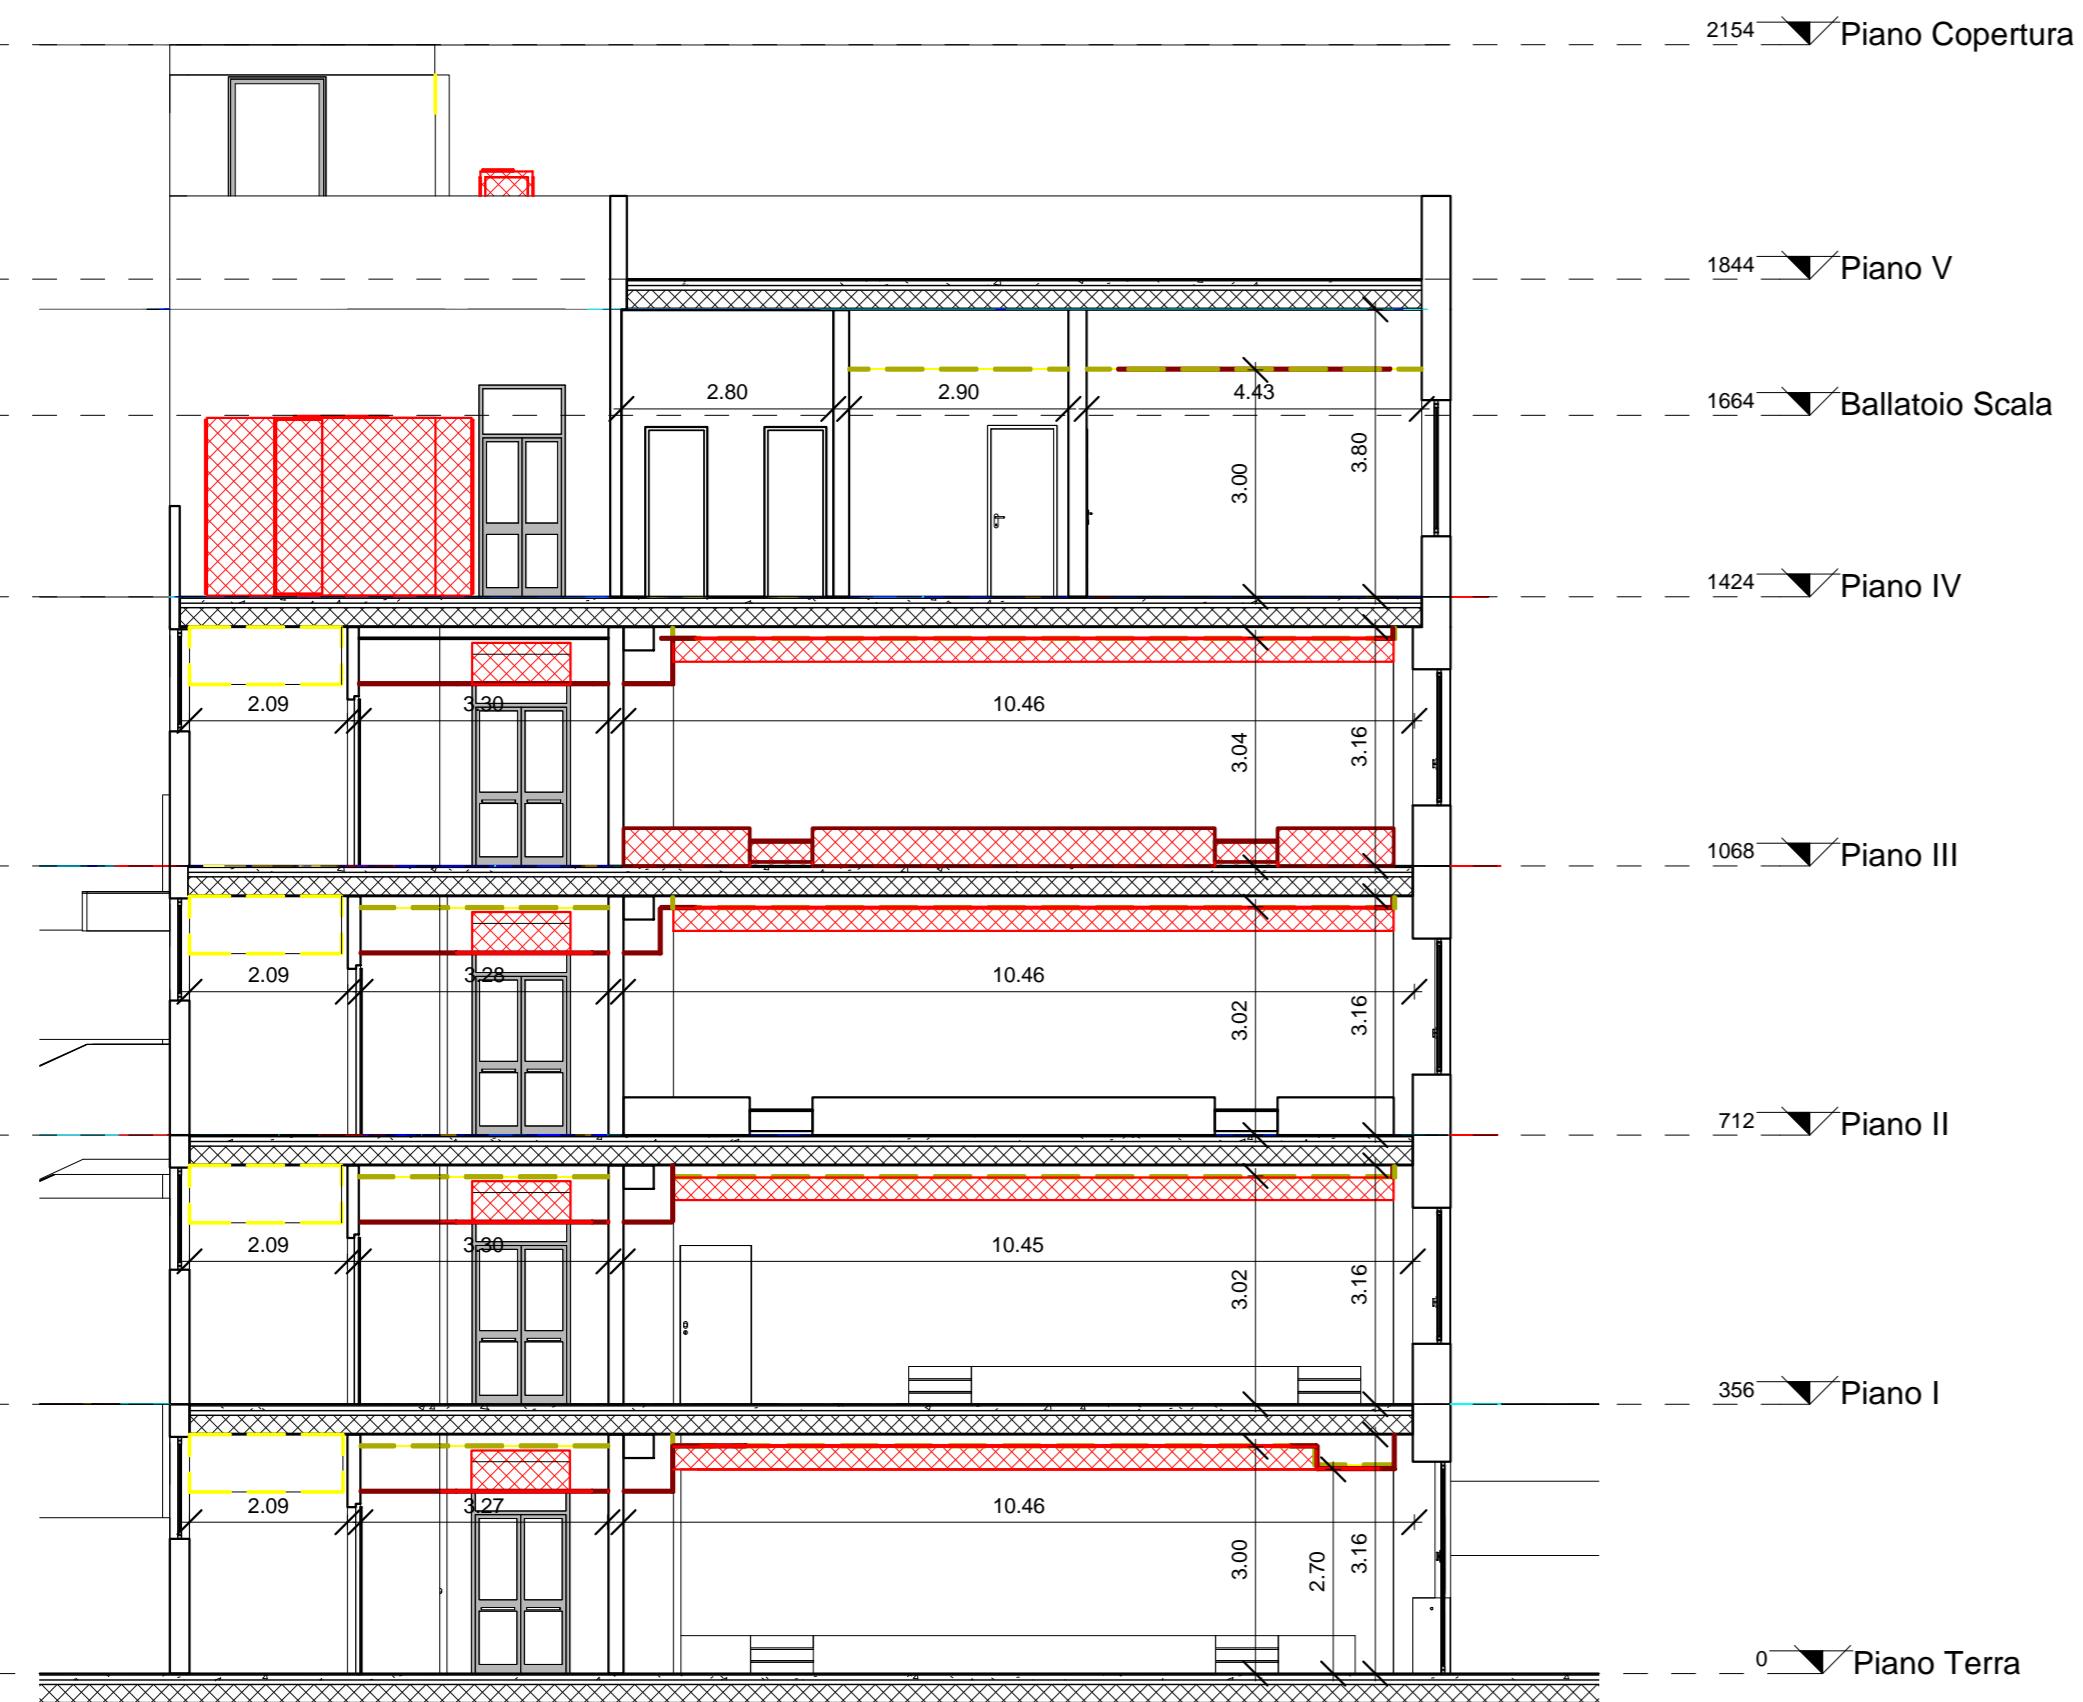 2154 Piano Copertura
1844 Piano V
2.80 2.90 4.43
1664 Ballatoio Scala
3.00 3.80
1424 Piano IV
2.09 3.30 10.46
3.04 3.16
1068 Piano III
2.09 3.28 10.46
3.02 3.16
712 Piano II
2.09 3.30 10.45
3.02 3.16
356 Piano I
2.09 3.27 10.46
3.00 2.70 3.16
0 Piano Terra